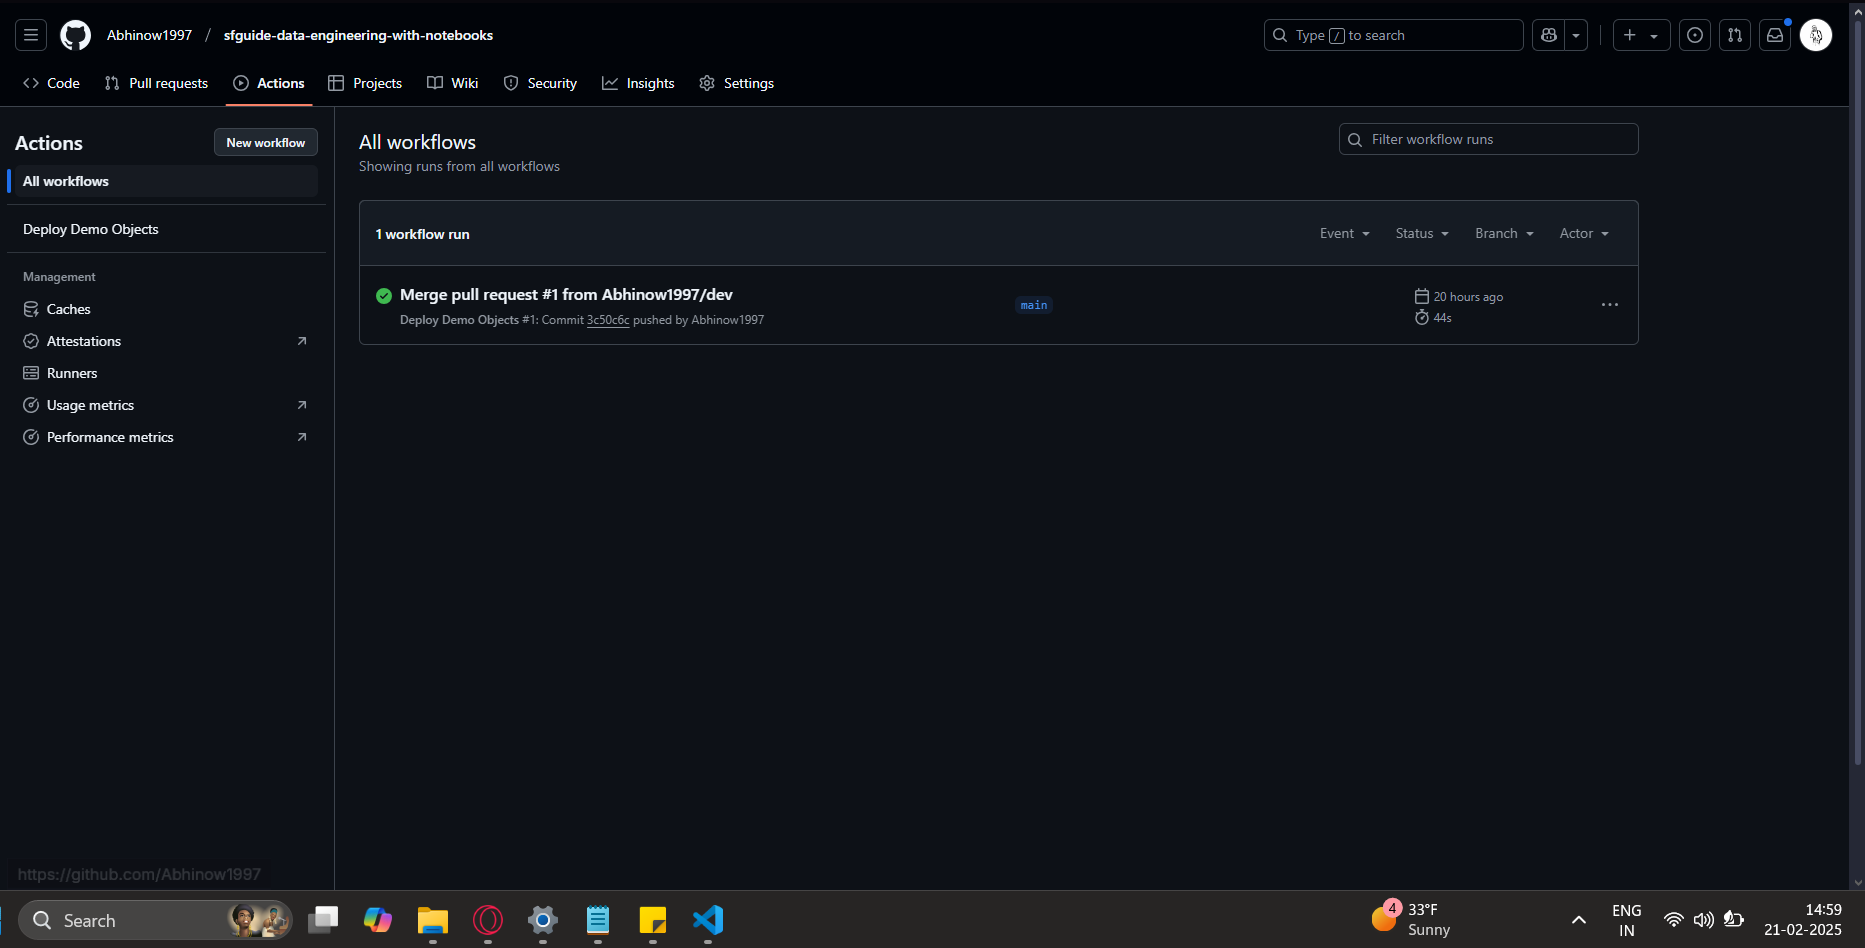 Abhinow1997 / sfguide-data-engineering-with-notebooks
Type / to search
Code Pull requests Actions Projects Wiki Security Insights Settings
Actions
New workflow
All workflows
Deploy Demo Objects
Management
Caches
Attestations
Runners
Usage metrics
Performance metrics
All workflows
Showing runs from all workflows
Filter workflow runs
1 workflow run
Event Status Branch Actor
Merge pull request #1 from Abhinow1997/dev
Deploy Demo Objects #1: Commit 3c50c6c pushed by Abhinow1997
main
20 hours ago
44s
https://github.com/Abhinow1997
Search
4
33°F
Sunny
ENG
IN
14:59
21-02-2025